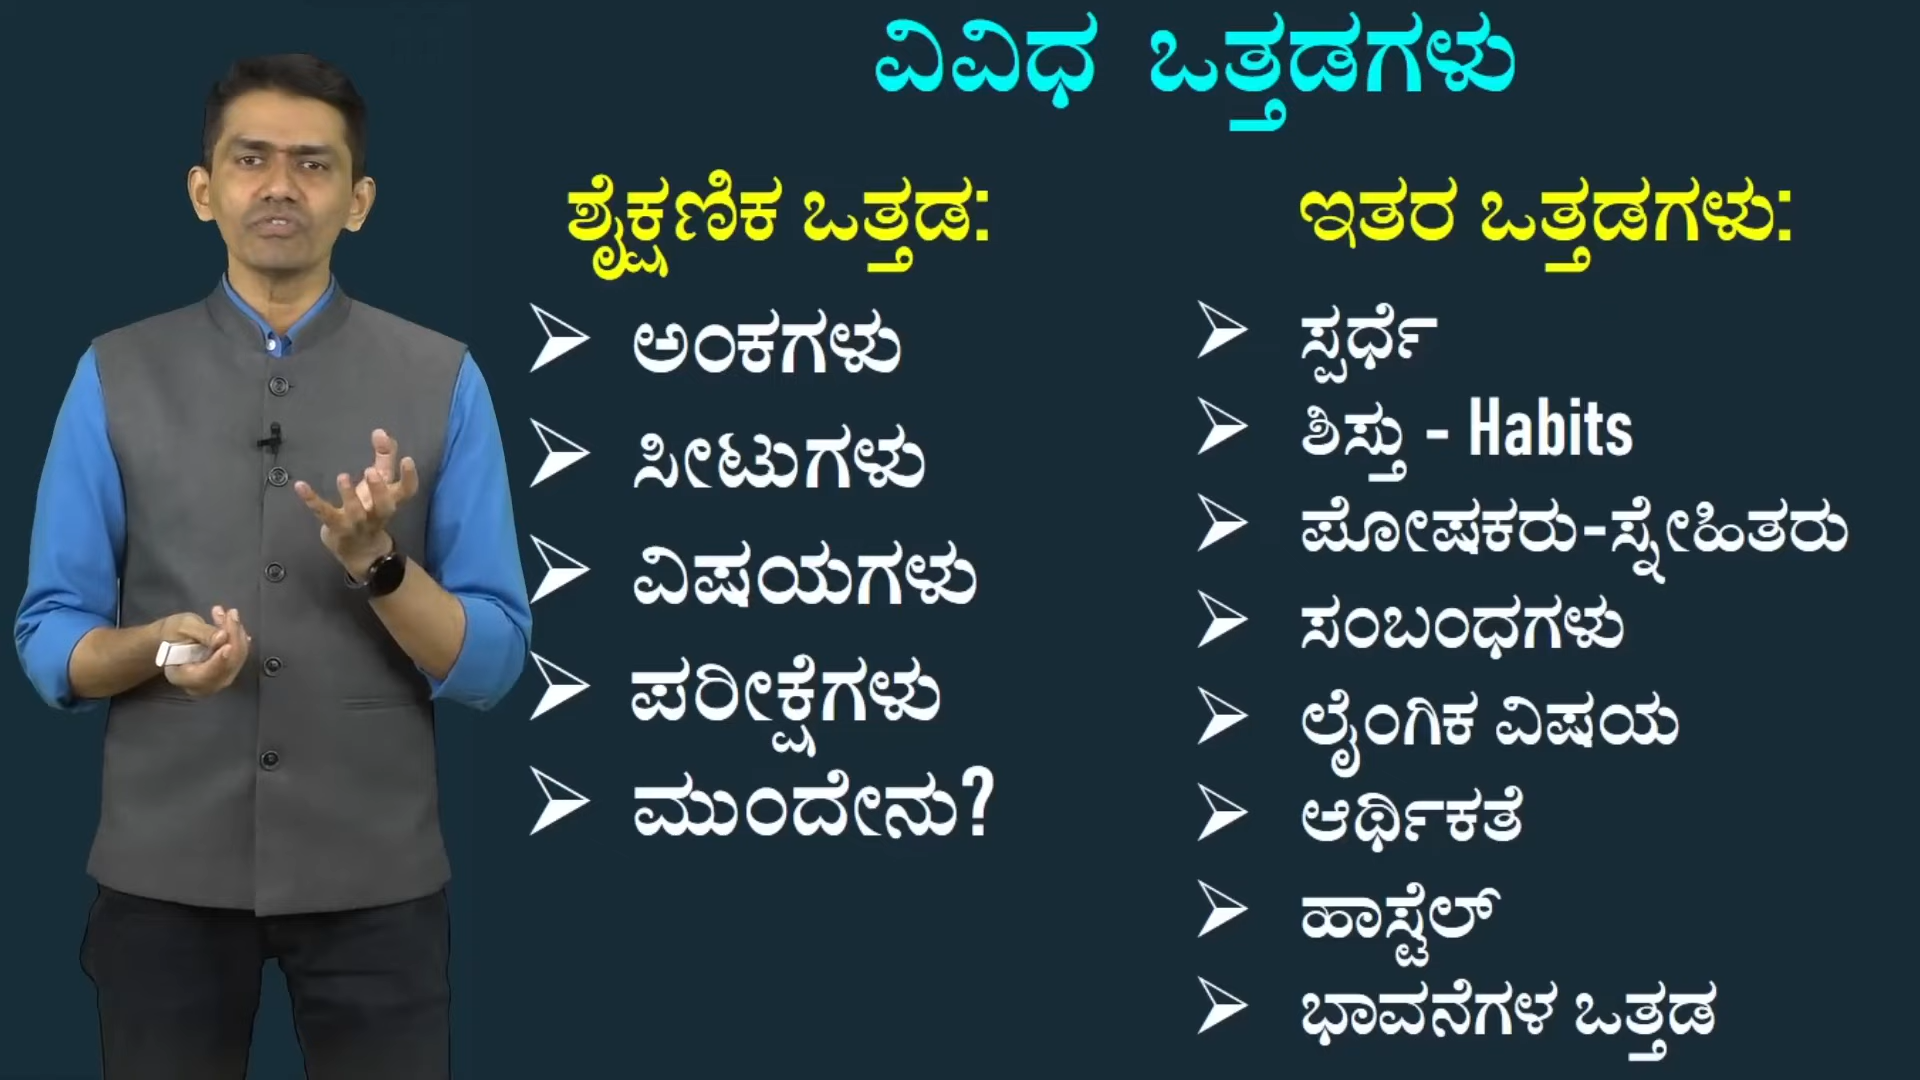 ವಿವಿಧ ಒತ್ತಡಗಳು
ಶೈಕ್ಷಣಿಕ ಒತ್ತಡ:
ಅಂಕಗಳು
ಸೀಟುಗಳು
ವಿಷಯಗಳು
ಪರೀಕ್ಷೆಗಳು
ಮುಂದೇನು?
ಇತರ ಒತ್ತಡಗಳು:
ಸ್ಪರ್ಧೆ
ಶಿಸ್ತು - Habits
ಪೋಷಕರು-ಸ್ನೇಹಿತರು
ಸಂಬಂಧಗಳು
ಲೈಂಗಿಕ ವಿಷಯ
ಆರ್ಥಿಕತೆ
ಹಾಸ್ಟೆಲ್
ಭಾವನೆಗಳ ಒತ್ತಡ